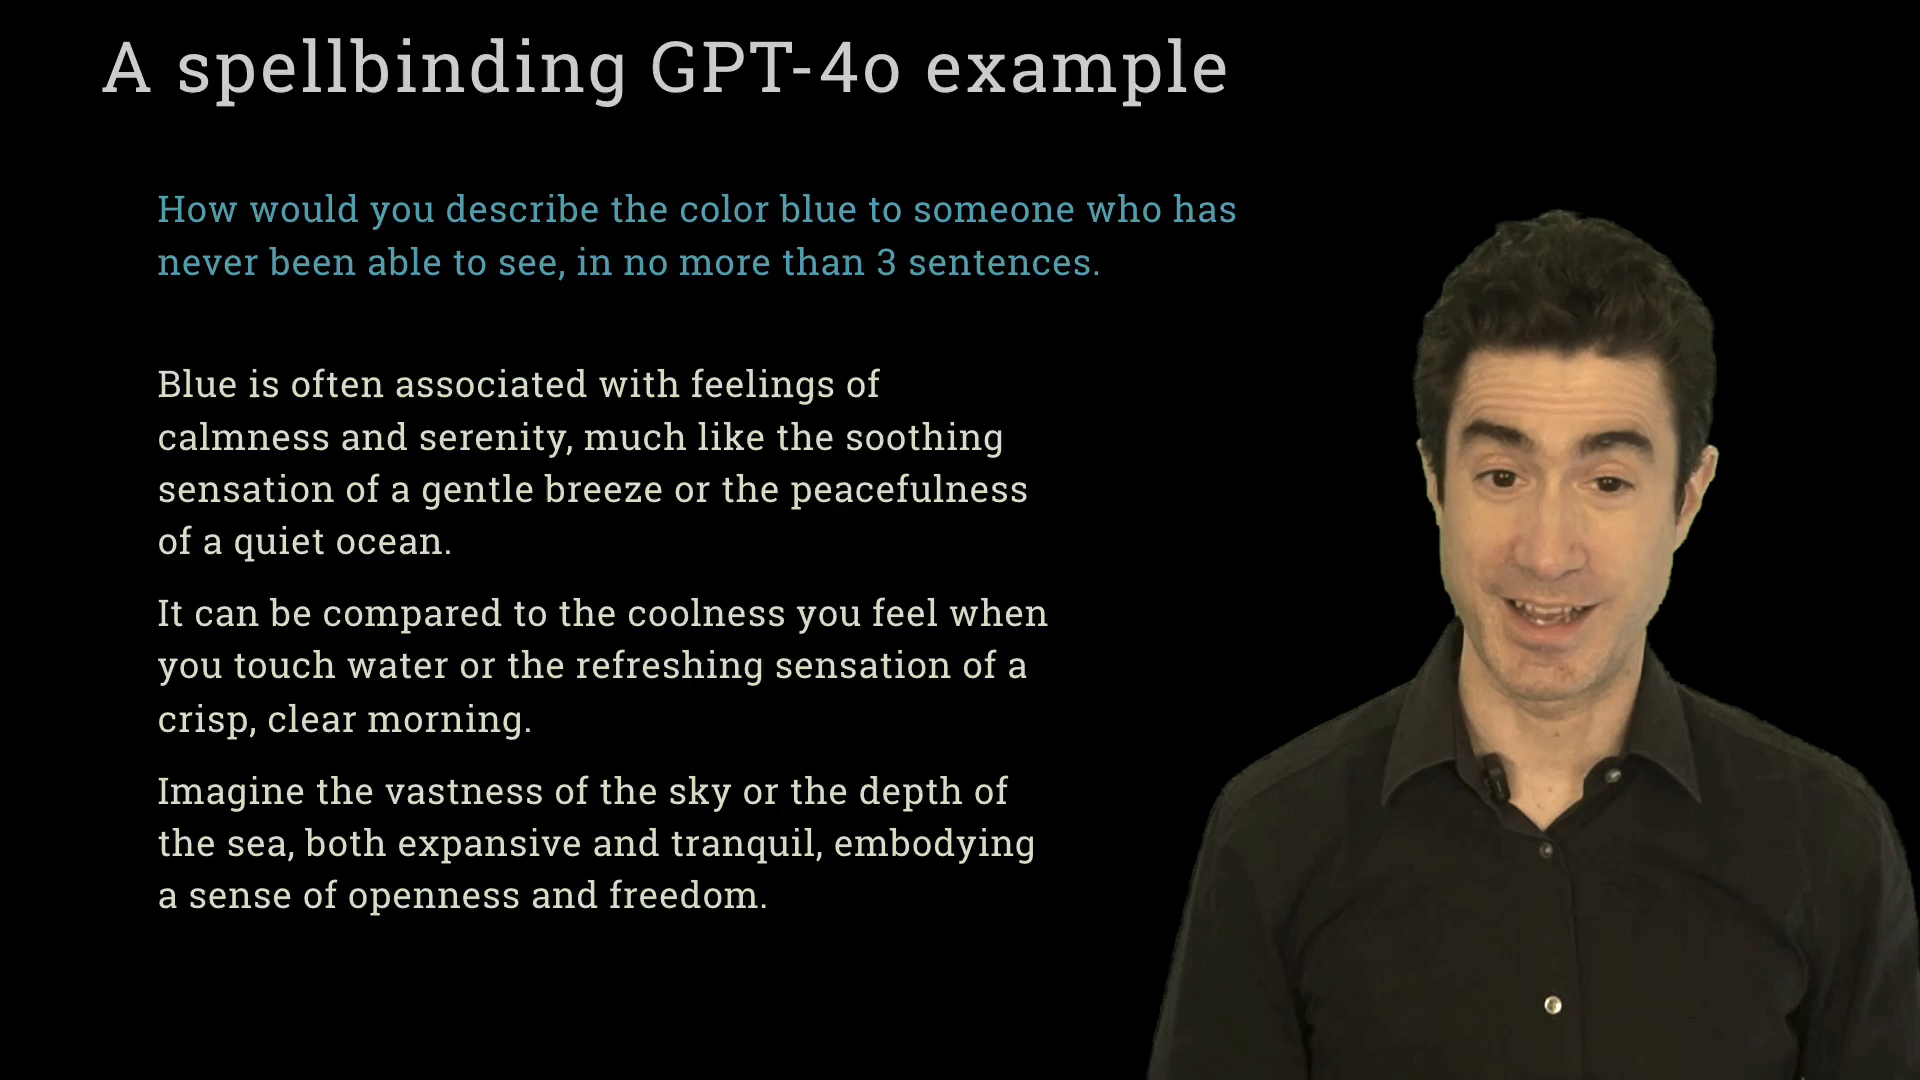 A spellbinding GPT-4o example
How would you describe the color blue to someone who has
never been able to see, in no more than 3 sentences.
Blue is often associated with feelings of
calmness and serenity, much like the soothing
sensation of a gentle breeze or the peacefulness
of a quiet ocean.
It can be compared to the coolness you feel when
you touch water or the refreshing sensation of a
crisp, clear morning.
Imagine the vastness of the sky or the depth of
the sea, both expansive and tranquil, embodying
a sense of openness and freedom.